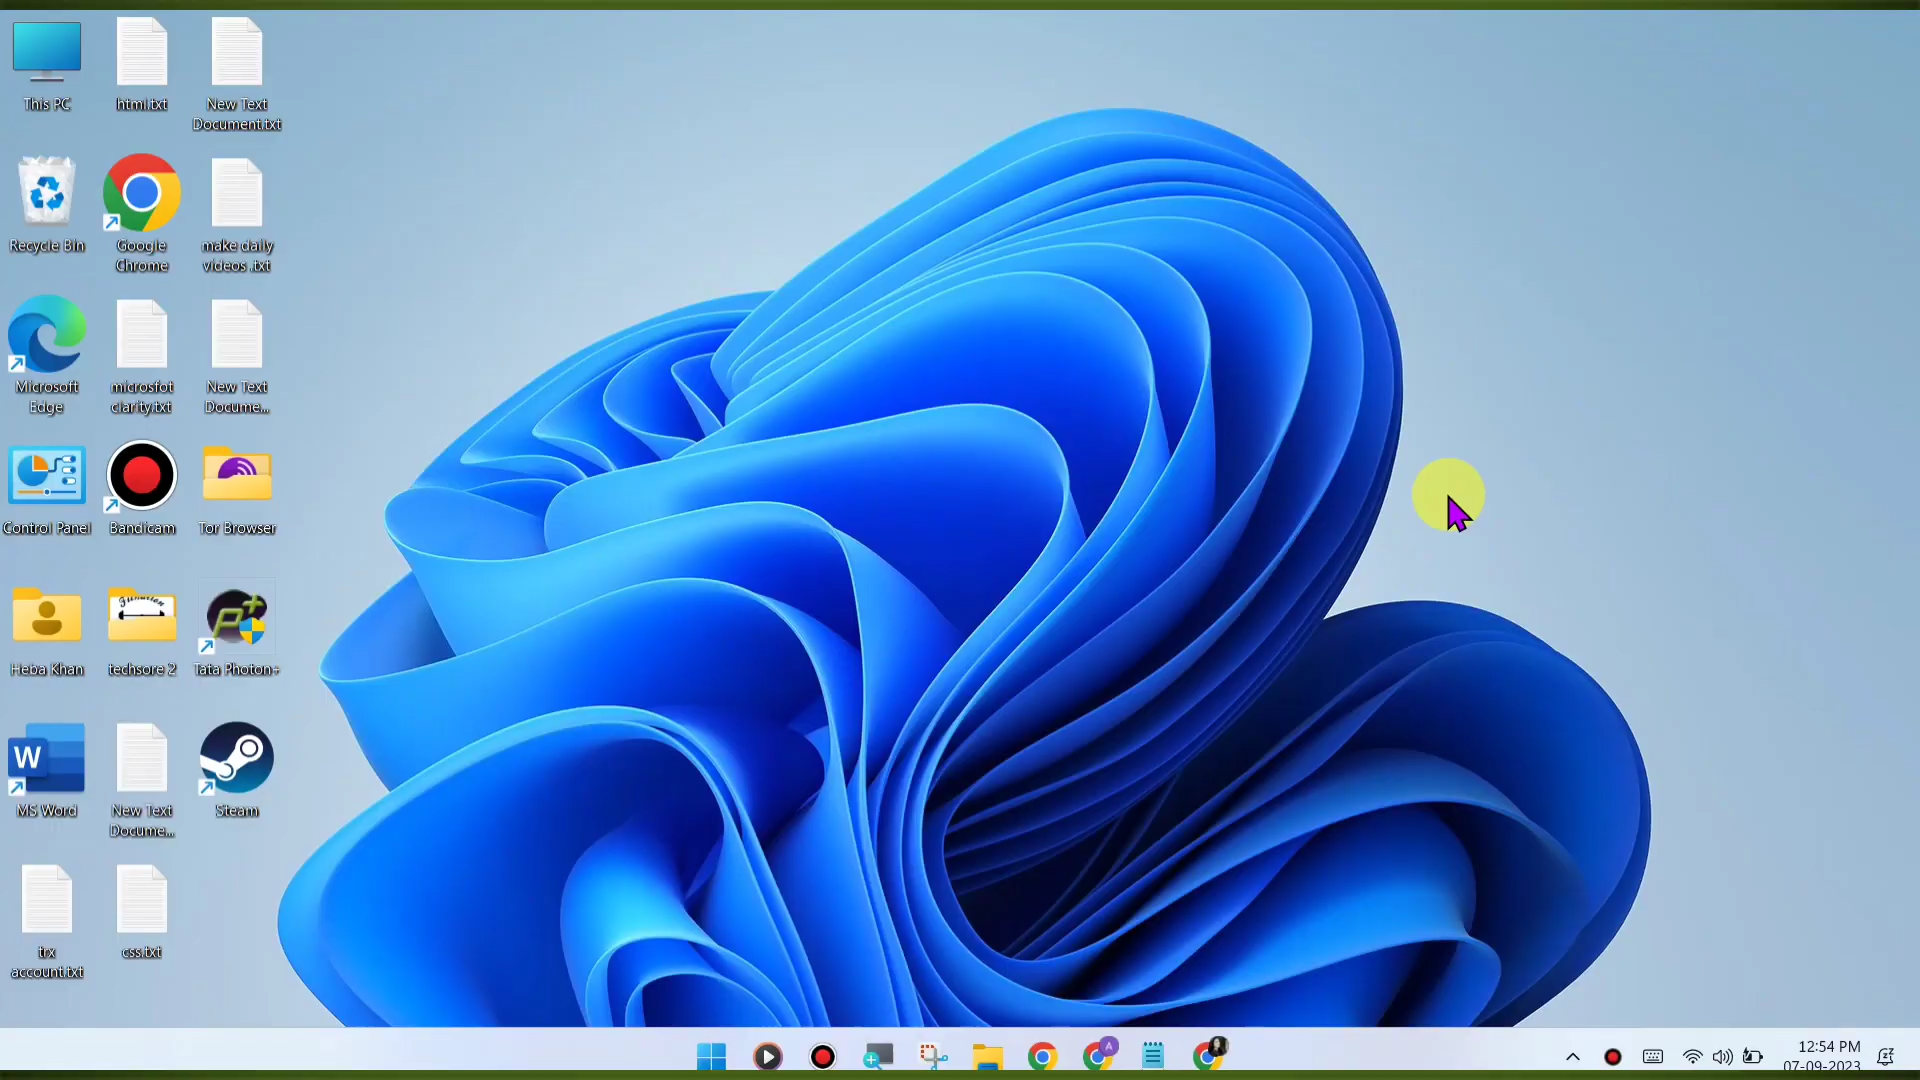 This PC
html.txt
New Text
Document.txt
Recycle Bin
Google
Chrome
make daily
videos .txt
Microsoft
Edge
microsfot
clarity.txt
New Text
Docume...
Control Panel
Bandicam
Tor Browser
Heba Khan
techsore 2
Tata Photon+
MS Word
New Text
Docume...
Steam
trx
account.txt
css.txt
12:54 PM
07-09-2023